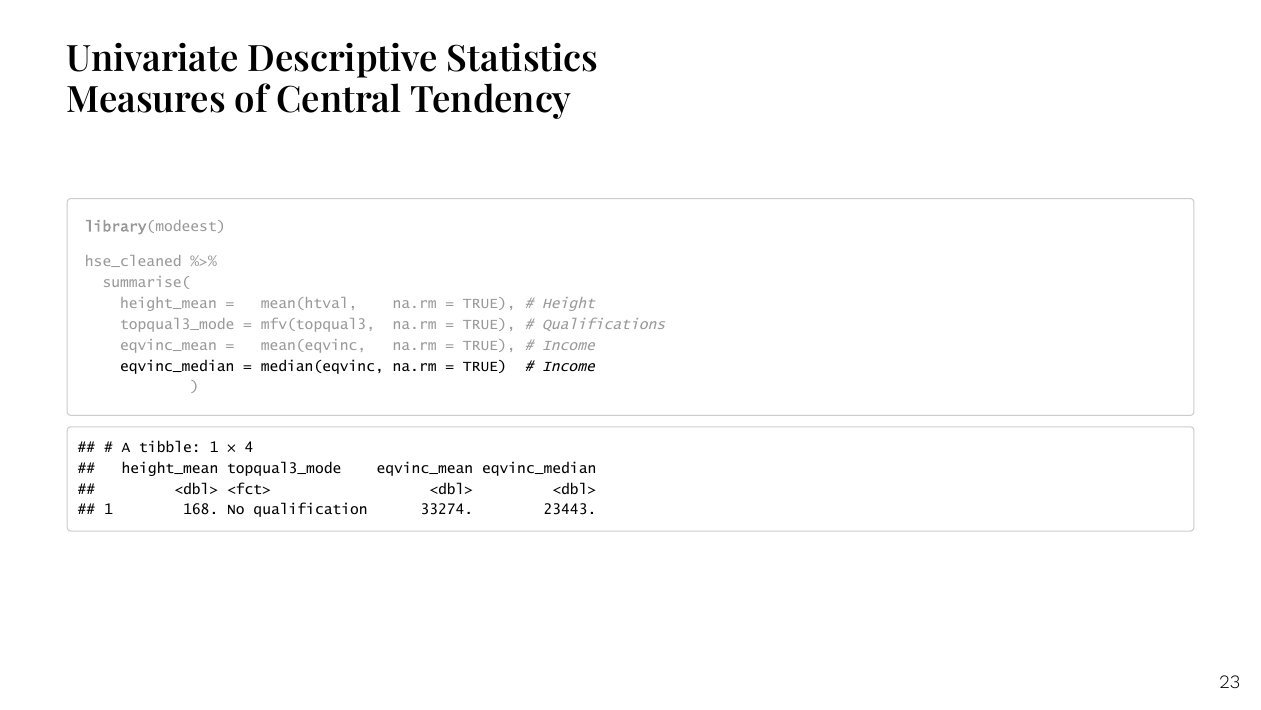 Univariate Descriptive Statistics
Measures of Central Tendency
library(modeest)
hse_cleaned %>%
  summarise(
    height_mean =   mean(htval,    na.rm = TRUE), # Height
    topqual3_mode = mfv(topqual3,  na.rm = TRUE), # Qualifications
    eqvinc_mean =   mean(eqvinc,   na.rm = TRUE), # Income
    eqvinc_median = median(eqvinc, na.rm = TRUE)  # Income
            )
## # A tibble: 1 × 4
##   height_mean topqual3_mode    eqvinc_mean eqvinc_median
##         <dbl> <fct>                  <dbl>         <dbl>
## 1        168. No qualification      33274.        23443.
23